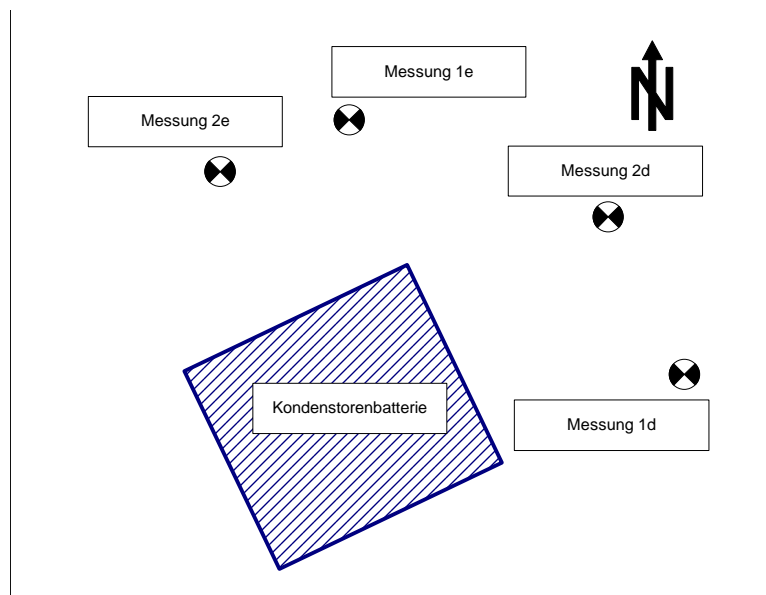 Messung 1e
Messung 2e
N
Messung 2d
Kondenstorenbatterie
Messung 1d